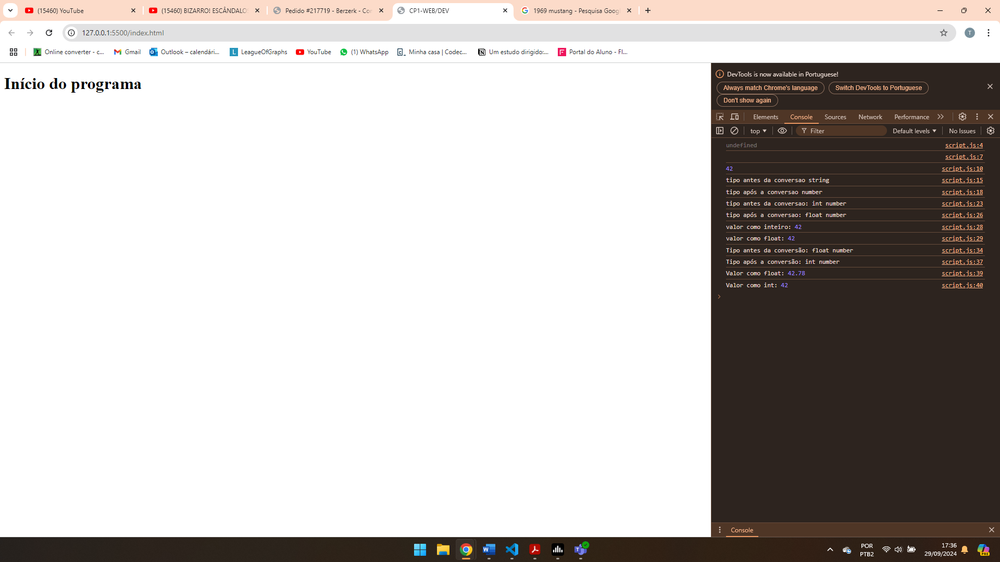 (15460) YouTube
(15460) BIZARRO! ESCÂNDALOS
Pedido #217719 - Berzerk - Con
CP1-WEB/DEV
1969 mustang - Pesquisa Googl
127.0.0.1:5500/index.html
T
Online converter - c...
Gmail
Outlook – calendári...
LeagueOfGraphs
YouTube
(1) WhatsApp
Minha casa | Codec...
Um estudo dirigido:...
Portal do Aluno - FI...
Início do programa
DevTools is now available in Portuguese!
Always match Chrome's language
Switch DevTools to Portuguese
Don't show again
Elements Console Sources Network Performance
top Filter Default levels No Issues
undefined script.js:4
script.js:7
42 script.js:10
tipo antes da conversao string script.js:15
tipo após a conversao number script.js:18
tipo antes da conversao: int number script.js:23
tipo após a conversao: float number script.js:26
valor como inteiro: 42 script.js:28
valor como float: 42 script.js:29
Tipo antes da conversão: float number script.js:34
Tipo após a conversão: int number script.js:37
Valor como float: 42.78 script.js:39
Valor como int: 42 script.js:40
Console
POR
PTB2
17:36
29/09/2024